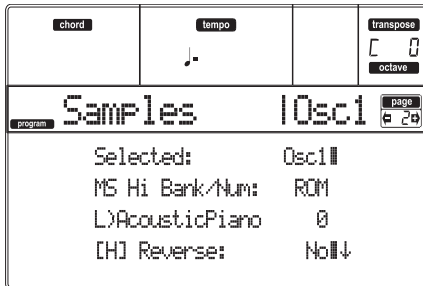 chord tempo transpose
C 0
octave
program Samples |Osc1 page 2
Selected: Osc1
MS Hi Bank/Num: ROM
L)AcousticPiano 0
[H] Reverse: No↓